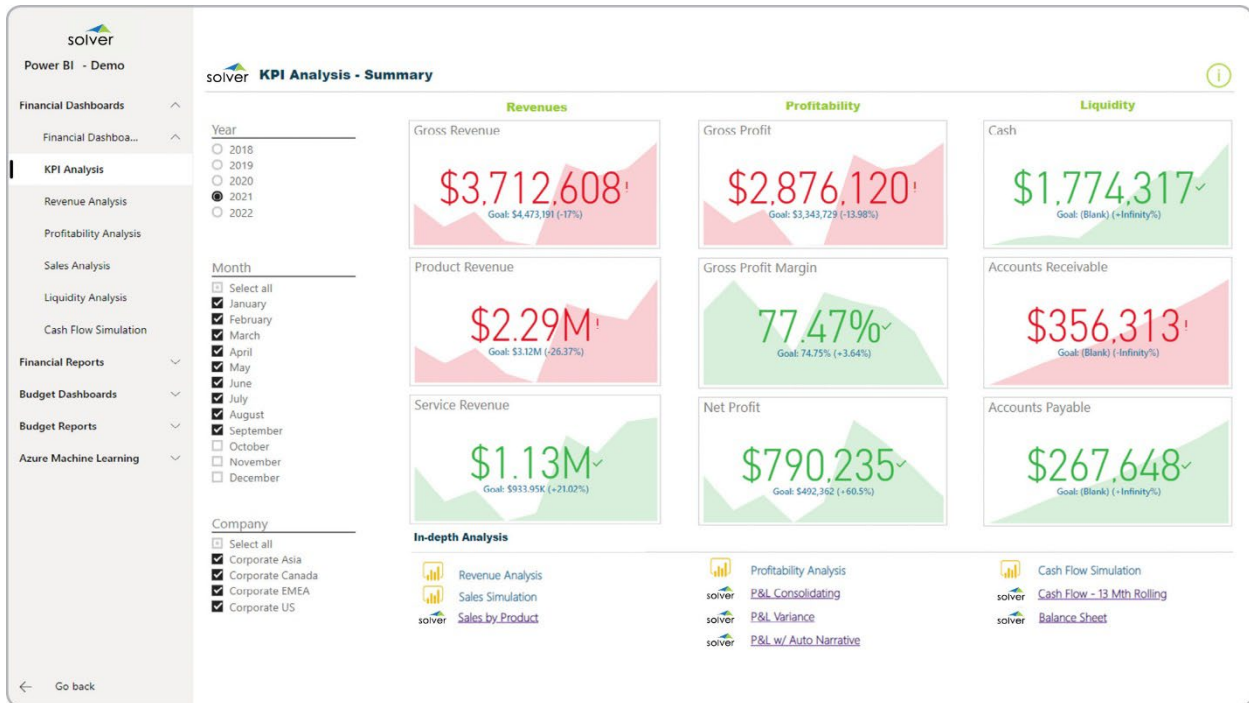 solver
Power BI - Demo
Financial Dashboards
Financial Dashboa...
KPI Analysis
Revenue Analysis
Profitability Analysis
Sales Analysis
Liquidity Analysis
Cash Flow Simulation
Financial Reports
Budget Dashboards
Budget Reports
Azure Machine Learning
Go back
solver KPI Analysis - Summary
i
Year
2018
2019
2020
2021
2022
Month
Select all
January
February
March
April
May
June
July
August
September
October
November
December
Company
Select all
Corporate Asia
Corporate Canada
Corporate EMEA
Corporate US
Revenues
Gross Revenue
$3,712,608!
Goal: $4,473,191 (-17%)
Product Revenue
$2.29M!
Goal: $3.12M (-26.37%)
Service Revenue
$1.13M
Goal: $933.95K (+21.02%)
Profitability
Gross Profit
$2,876,120!
Goal: $3,343,729 (-13.98%)
Gross Profit Margin
77.47%
Goal: 74.75% (+3.64%)
Net Profit
$790,235
Goal: $492,362 (+60.5%)
Liquidity
Cash
$1,774,317
Goal: (Blank) (+Infinity%)
Accounts Receivable
$356,313!
Goal: (Blank) (-Infinity%)
Accounts Payable
$267,648
Goal: (Blank) (+Infinity%)
In-depth Analysis
Revenue Analysis
Sales Simulation
solver Sales by Product
Profitability Analysis
solver P&L Consolidating
solver P&L Variance
solver P&L w/ Auto Narrative
Cash Flow Simulation
solver Cash Flow - 13 Mth Rolling
solver Balance Sheet